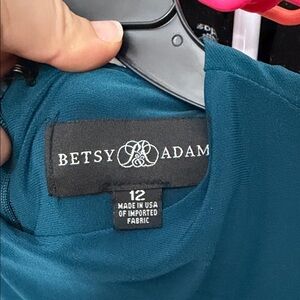 BETSY ADAM
12
MADE IN USA
OF IMPORTED
FABRIC